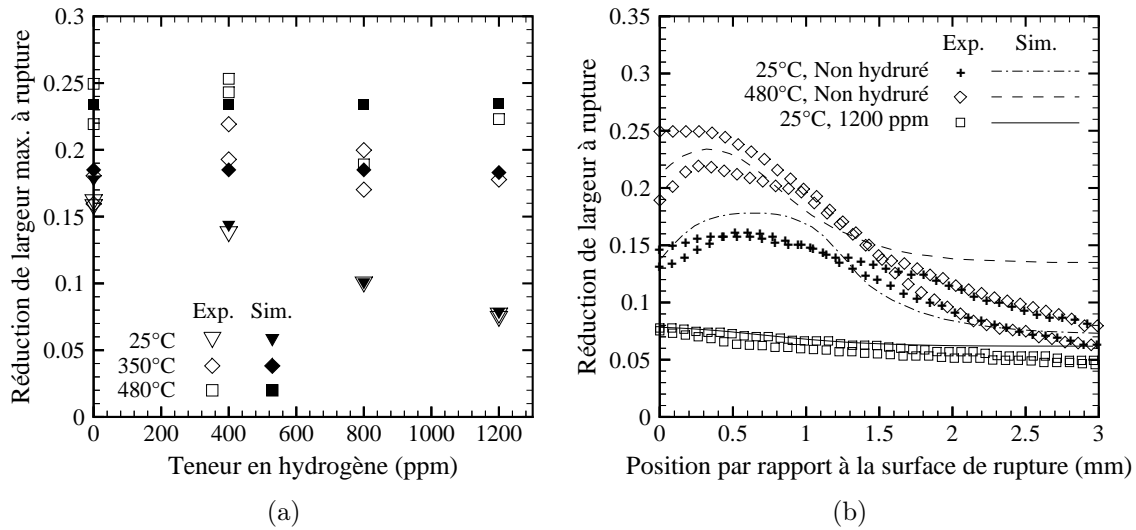 0.3
0.25
0.2
0.15
0.1
0.05
0
Réduction de largeur max. à rupture
Exp. Sim.
25°C
350°C
480°C
0 200 400 600 800 1000 1200
Teneur en hydrogène (ppm)
(a)
0.35
0.3
0.25
0.2
0.15
0.1
0.05
0
Réduction de largeur à rupture
Exp. Sim.
25°C, Non hydruré
480°C, Non hydruré
25°C, 1200 ppm
0 0.5 1 1.5 2 2.5 3
Position par rapport à la surface de rupture (mm)
(b)